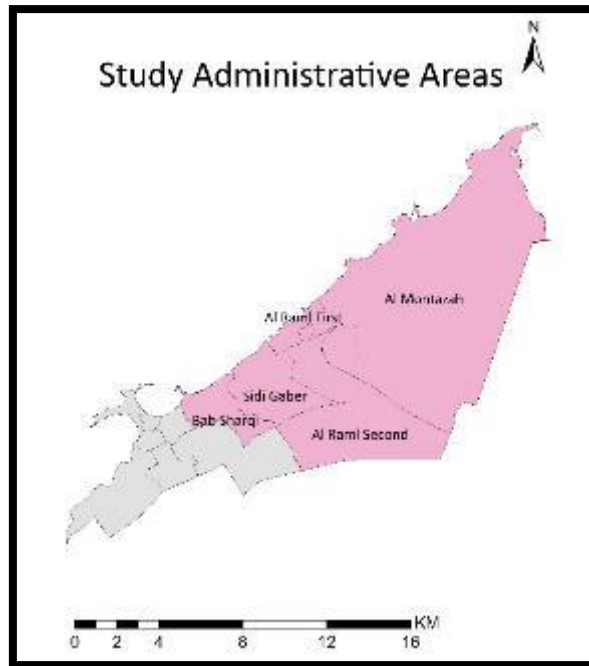 N
Study Administrative Areas
Al Montazah
Al Raml First
Sidi Gaber
Bab Sharqi
Al Raml Second
KM
0 2 4 8 12 16